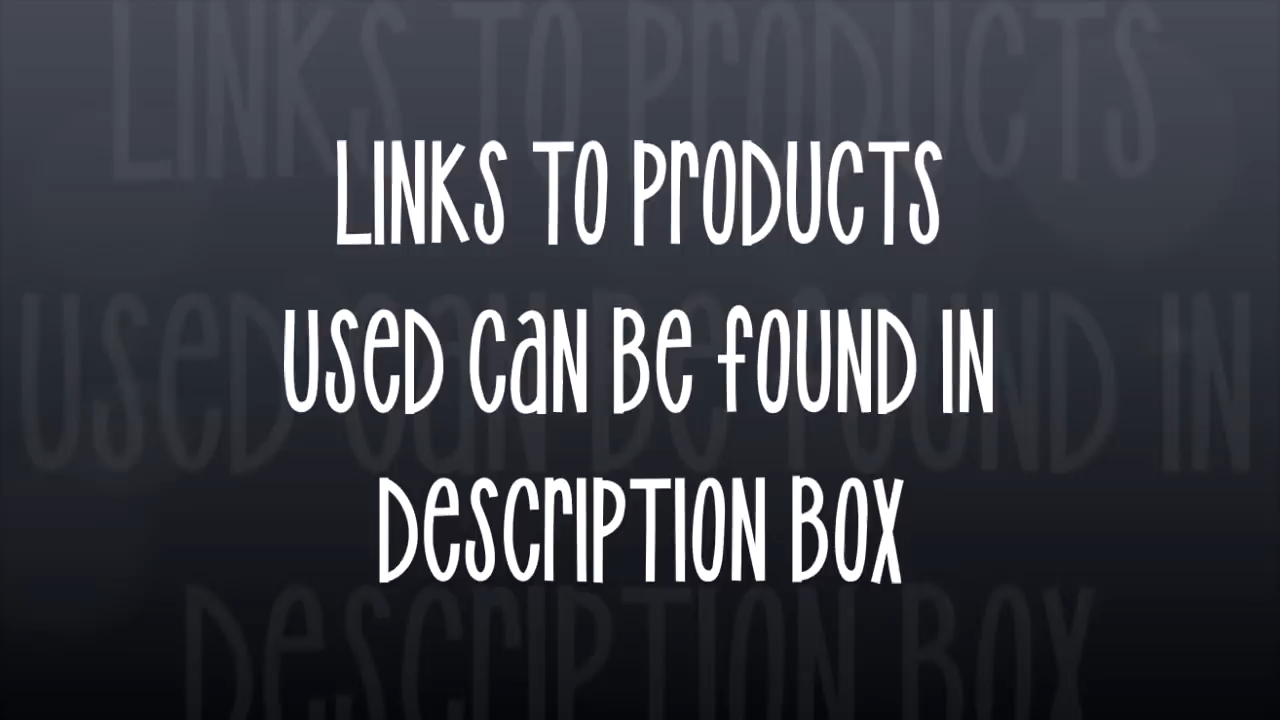 LINKS TO PrODUCTS
USeD CaN Be fOUND IN
DeSCrIPTION BOX